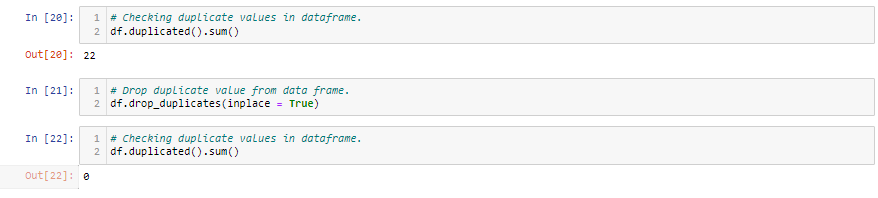 In [20]: 1 # Checking duplicate values in dataframe.
2 df.duplicated().sum()
Out[20]: 22
In [21]: 1 # Drop duplicate value from data frame.
2 df.drop_duplicates(inplace = True)
In [22]: 1 # Checking duplicate values in dataframe.
2 df.duplicated().sum()
Out[22]: 0